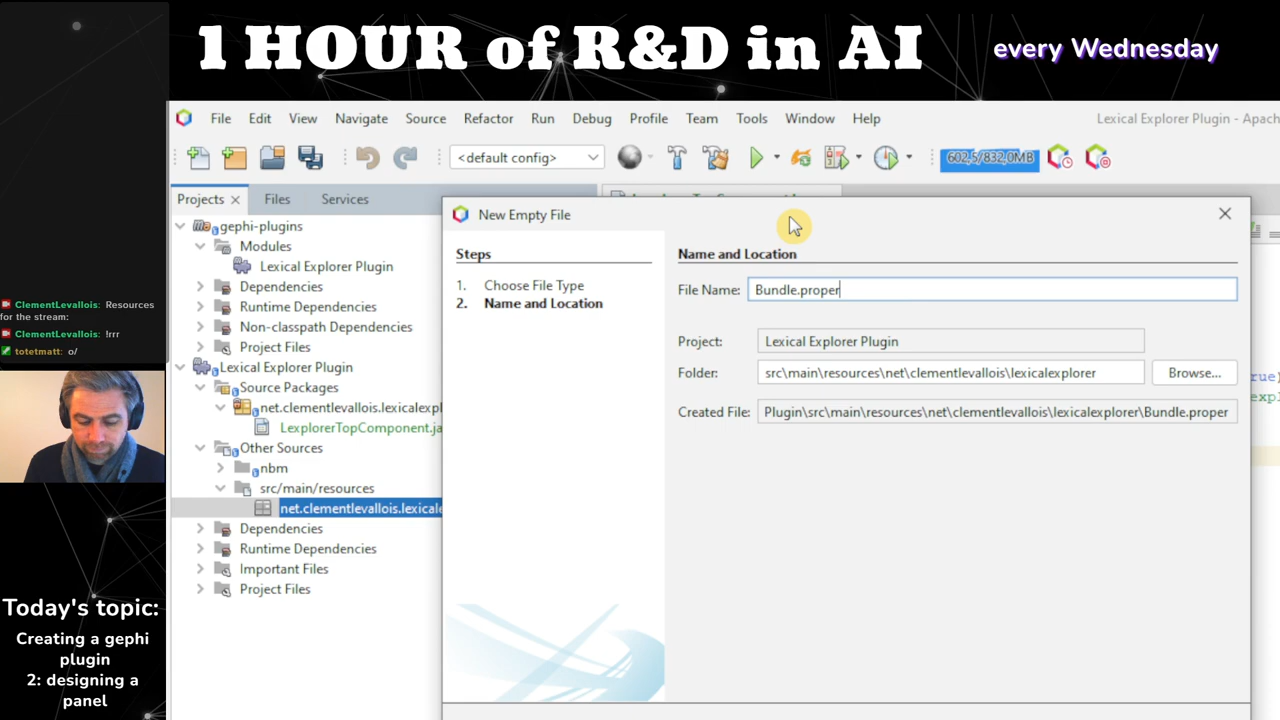 1 HOUR of R&D in AI
every Wednesday
File Edit View Navigate Source Refactor Run Debug Profile Team Tools Window Help
Lexical Explorer Plugin - Apach
<default config>
602,5/832,0MB
Projects
Files
Services
gephi-plugins
Modules
Lexical Explorer Plugin
Dependencies
Runtime Dependencies
Non-classpath Dependencies
Project Files
Lexical Explorer Plugin
Source Packages
net.clementlevallois.lexicalexpl
LexplorerTopComponent.ja
Other Sources
nbm
src/main/resources
net.clementlevallois.lexicale
Dependencies
Runtime Dependencies
Important Files
Project Files
New Empty File
Steps
1. Choose File Type
2. Name and Location
Name and Location
File Name: Bundle.proper
Project: Lexical Explorer Plugin
Folder: src\main\resources\net\clementlevallois\lexicalexplorer
Browse...
Created File: Plugin\src\main\resources\net\clementlevallois\lexicalexplorer\Bundle.proper
rue)
expl
ClementLevallois: Resources
for the stream:
ClementLevallois: !rrr
totetmatt: o/
Today's topic:
Creating a gephi
plugin
2: designing a
panel